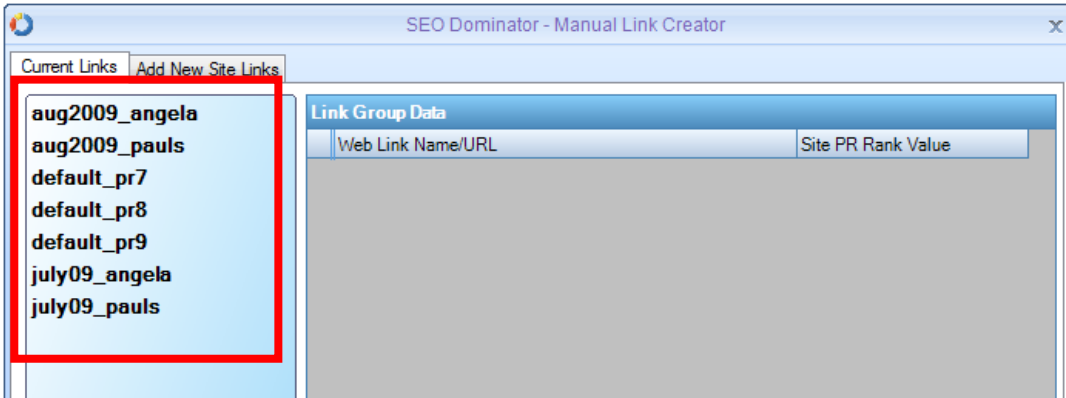 SEO Dominator - Manual Link Creator
x
Current Links Add New Site Links
aug2009_angela
aug2009_pauls
default_pr7
default_pr8
default_pr9
july09_angela
july09_pauls
Link Group Data
Web Link Name/URL Site PR Rank Value